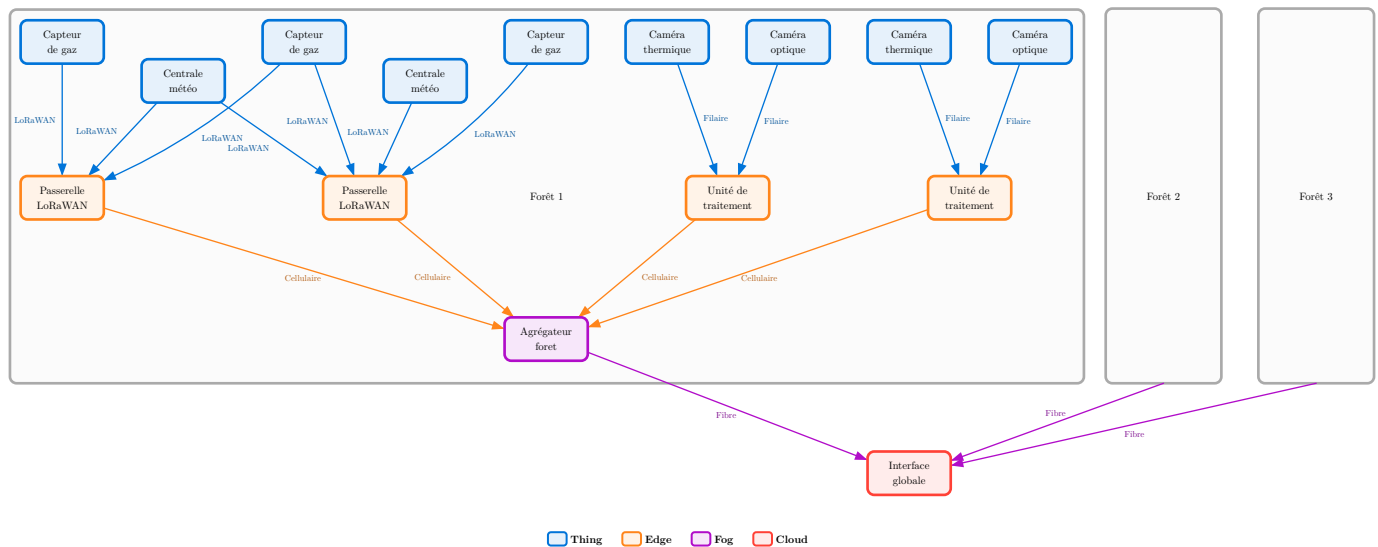 Capteur
de gaz
Capteur
de gaz
Capteur
de gaz
Caméra
thermique
Caméra
optique
Caméra
thermique
Caméra
optique
Centrale
météo
Centrale
météo
LoRaWAN
LoRaWAN
LoRaWAN
LoRaWAN
LoRaWAN
LoRaWAN
LoRaWAN
Filaire
Filaire
Filaire
Filaire
Passerelle
LoRaWAN
Passerelle
LoRaWAN
Forêt 1
Unité de
traitement
Unité de
traitement
Forêt 2
Forêt 3
Cellulaire
Cellulaire
Cellulaire
Cellulaire
Agrégateur
foret
Fibre
Fibre
Fibre
Interface
globale
Thing
Edge
Fog
Cloud